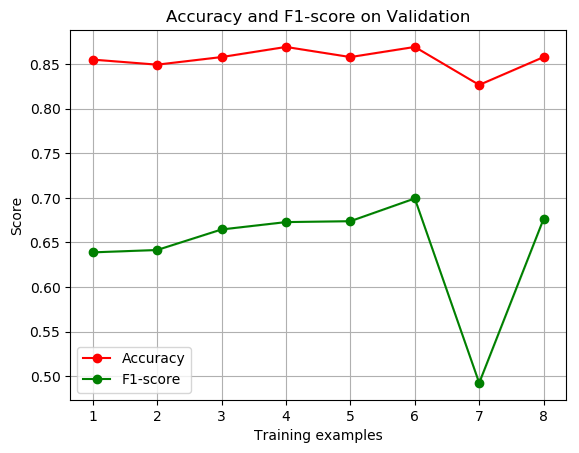 Accuracy and F1-score on Validation
0.85
0.80
0.75
0.70
0.65
0.60
0.55
0.50
Score
Accuracy
F1-score
1 2 3 4 5 6 7 8
Training examples